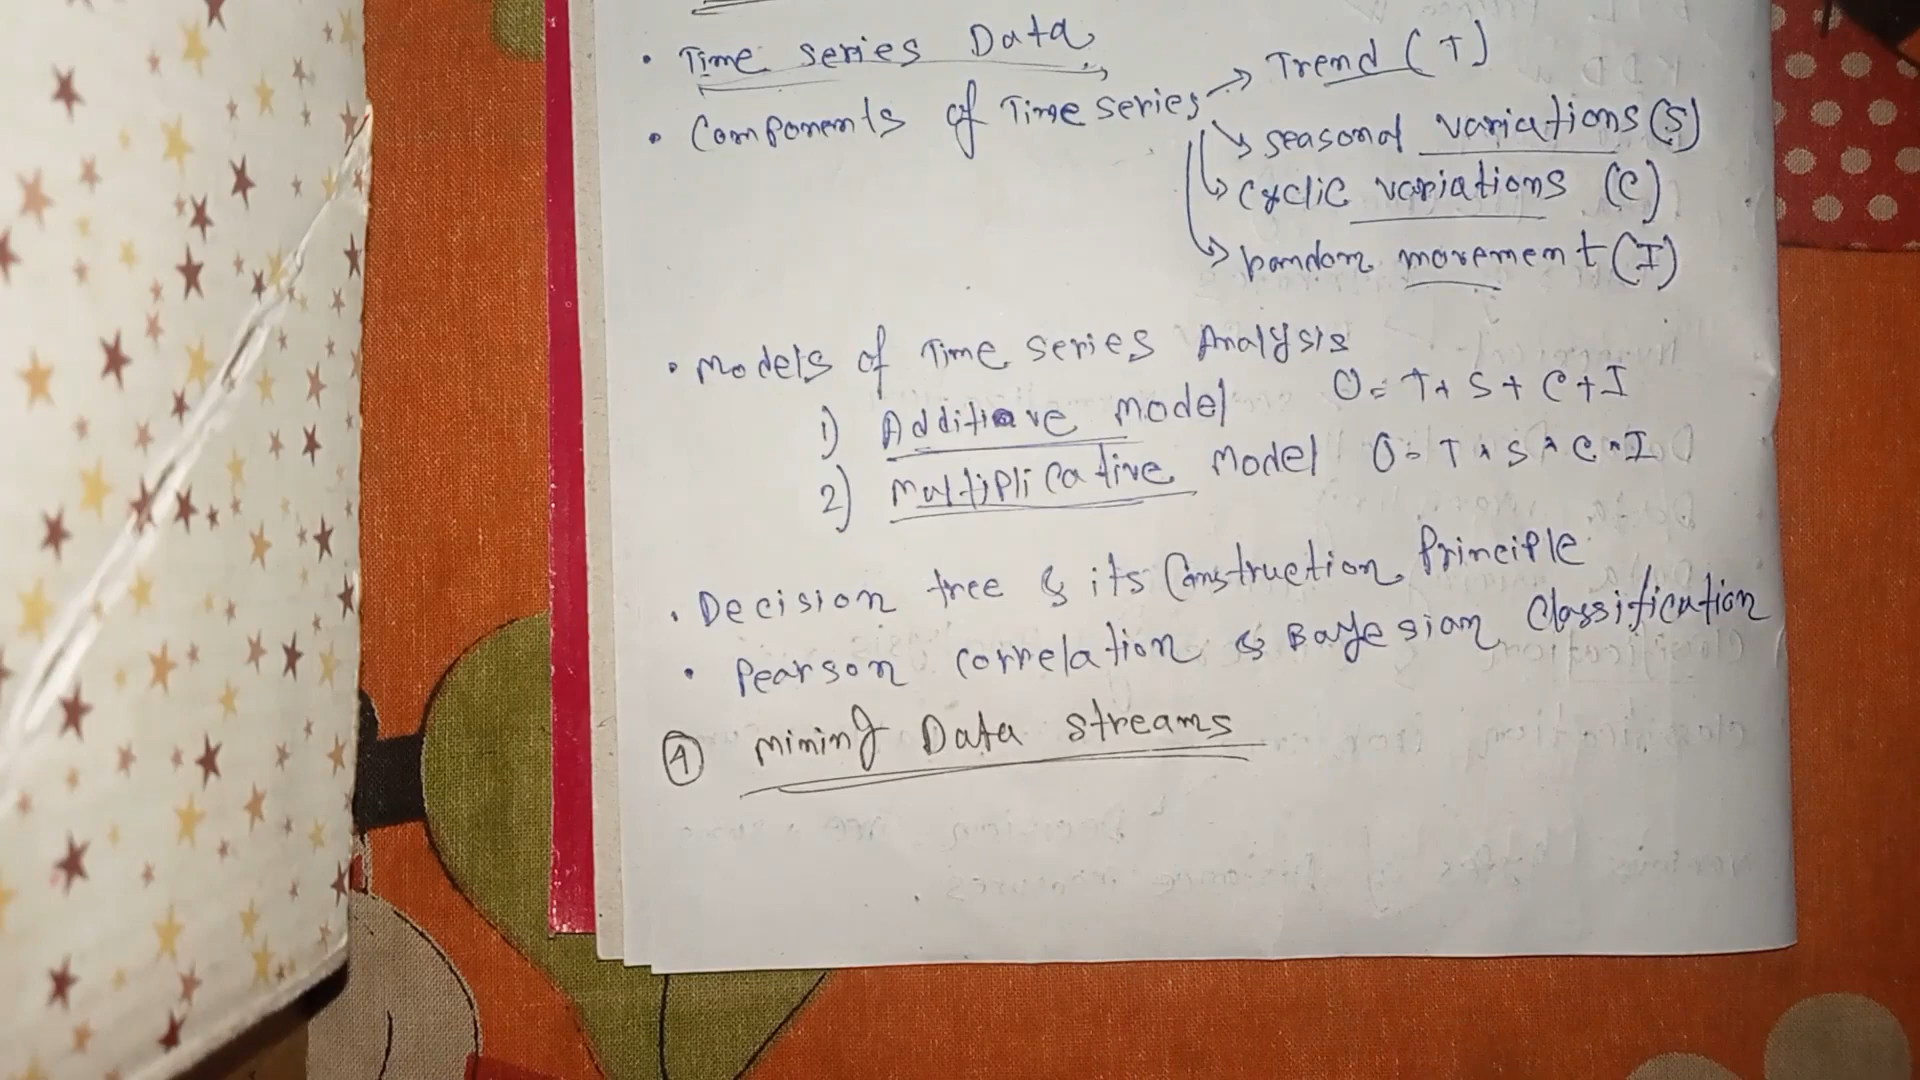 • Time series Data
• Components of Time series → Trend (T)
↳ seasonal variations (S)
↳ cyclic variations (C)
↳ random movement (I)
• Models of Time series Analysis
1) Additive Model O = T + S + C + I
2) Multiplicative Model O = T * S * C * I
• Decision tree & its Construction Principle
• Pearson correlation & Bayesian Classification
④ Mining Data streams